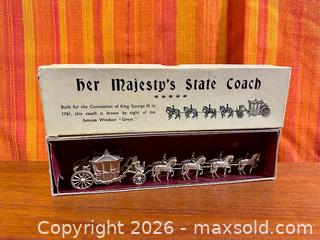 Her Majesty's State Coach
★★★★★
Built for the Coronation of King George III in
1761, this coach is drawn by eight of the
famous Windsor "Greys".
Copyright 2026 - maxsold.com